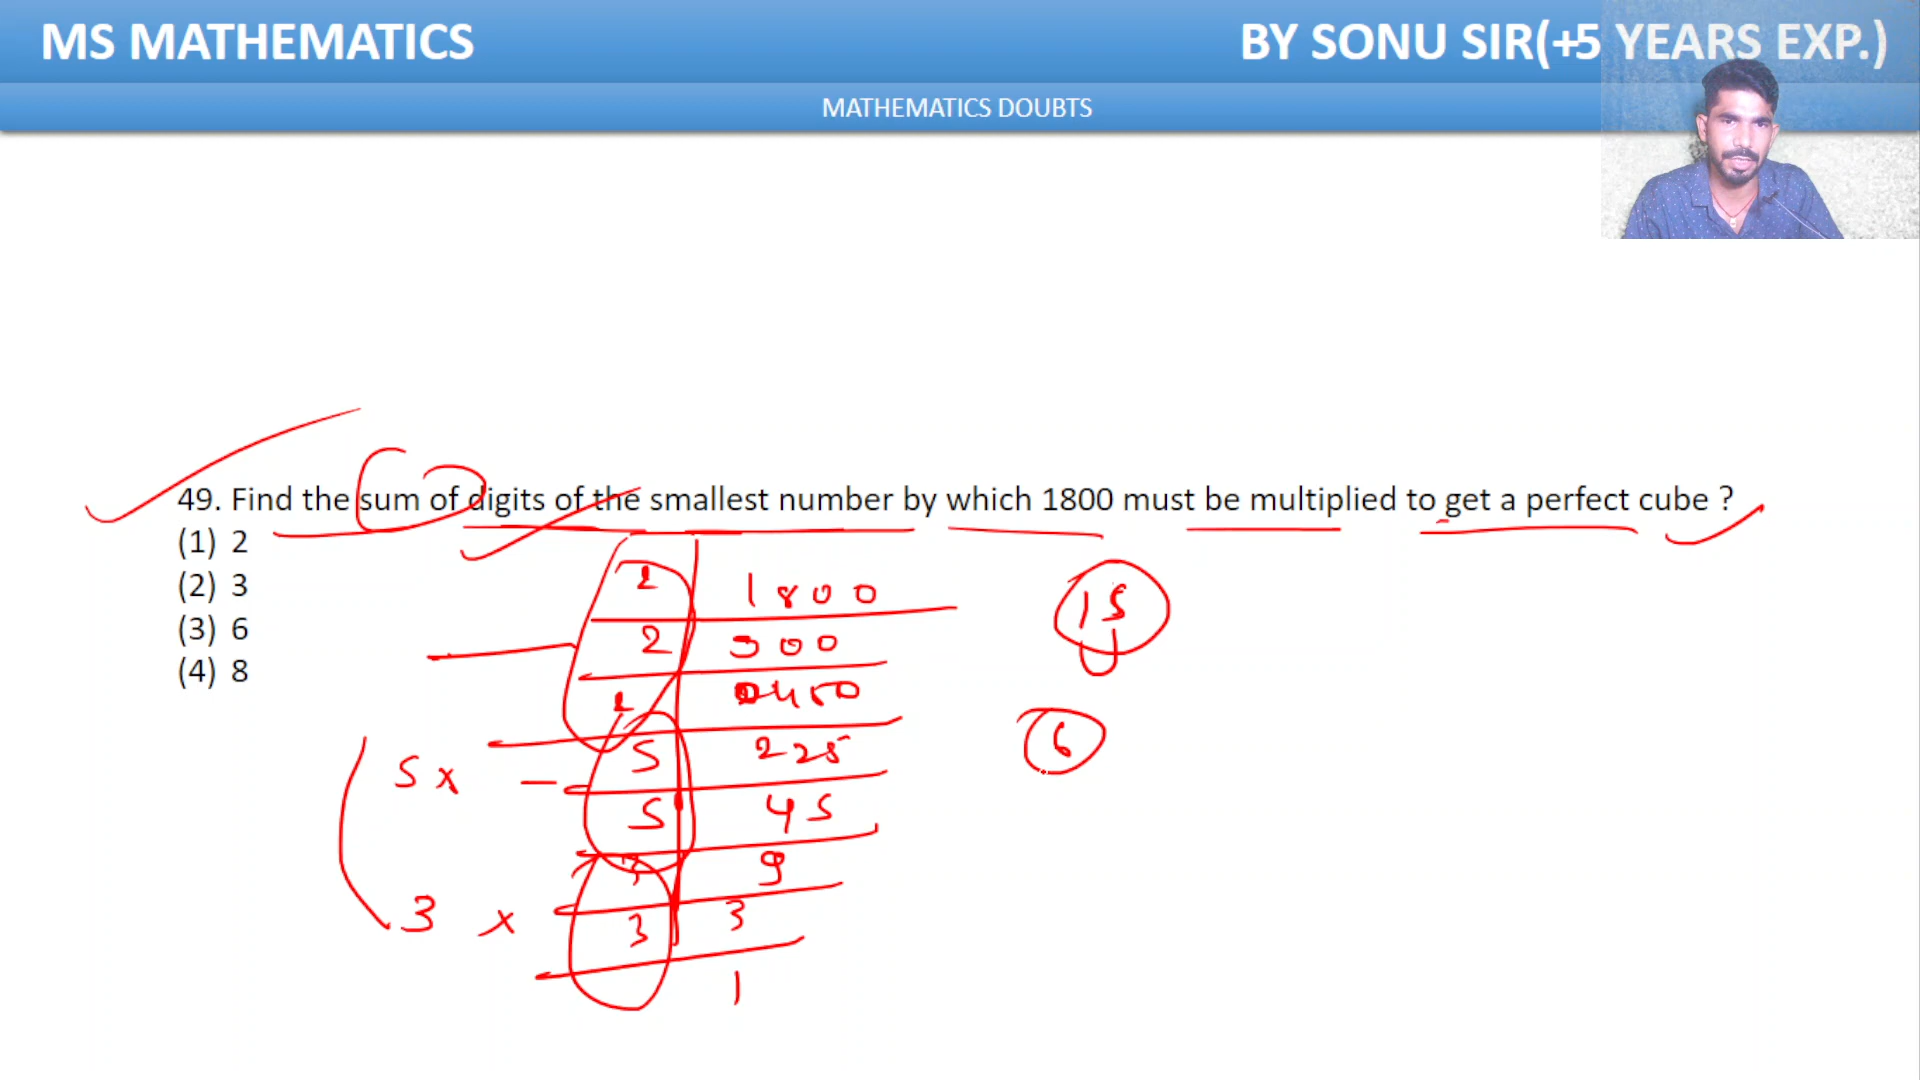 MS MATHEMATICS
BY SONU SIR(+5 YEARS EXP.)
MATHEMATICS DOUBTS
49. Find the sum of digits of the smallest number by which 1800 must be multiplied to get a perfect cube ?
(1) 2
(2) 3
(3) 6
(4) 8
2 1800
2 900
2 450
5 225
5 45
3 9
3 3
1
5 x
3 x
15
6